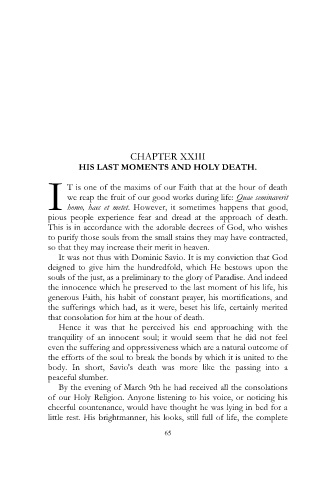 CHAPTER XXIII
HIS LAST MOMENTS AND HOLY DEATH.
IT is one of the maxims of our Faith that at the hour of death
we reap the fruit of our good works during life: Quae seminaverit
homo, haec et metet. However, it sometimes happens that good,
pious people experience fear and dread at the approach of death.
This is in accordance with the adorable decrees of God, who wishes
to purify those souls from the small stains they may have contracted,
so that they may increase their merit in heaven.
It was not thus with Dominic Savio. It is my conviction that God
deigned to give him the hundredfold, which He bestows upon the
souls of the just, as a preliminary to the glory of Paradise. And indeed
the innocence which he preserved to the last moment of his life, his
generous Faith, his habit of constant prayer, his mortifications, and
the sufferings which had, as it were, beset his life, certainly merited
that consolation for him at the hour of death.
Hence it was that he perceived his end approaching with the
tranquility of an innocent soul; it would seem that he did not feel
even the suffering and oppressiveness which are a natural outcome of
the efforts of the soul to break the bonds by which it is united to the
body. In short, Savio's death was more like the passing into a
peaceful slumber.
By the evening of March 9th he had received all the consolations
of our Holy Religion. Anyone listening to his voice, or noticing his
cheerful countenance, would have thought he was lying in bed for a
little rest. His brightmanner, his looks, still full of life, the complete
65